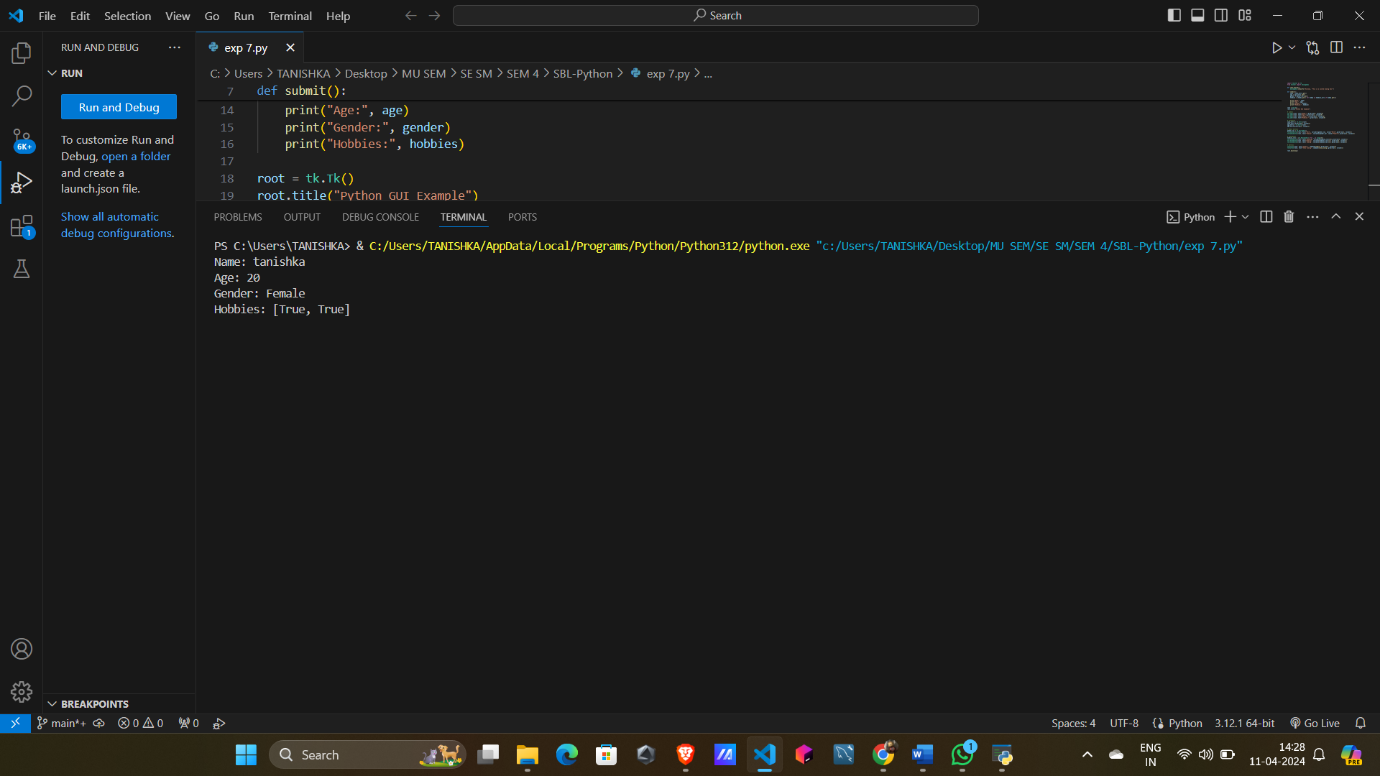 File Edit Selection View Go Run Terminal Help
Search
RUN AND DEBUG
RUN
Run and Debug
To customize Run and
Debug, open a folder
and create a
launch.json file.
Show all automatic
debug configurations.
6K+
1
BREAKPOINTS
exp 7.py
C: > Users > TANISHKA > Desktop > MU SEM > SE SM > SEM 4 > SBL-Python > exp 7.py > ...
7 def submit():
14 print("Age:", age)
15 print("Gender:", gender)
16 print("Hobbies:", hobbies)
17
18 root = tk.Tk()
19 root.title("Python GUI Example")
PROBLEMS OUTPUT DEBUG CONSOLE TERMINAL PORTS
Python
PS C:\Users\TANISHKA> & C:/Users/TANISHKA/AppData/Local/Programs/Python/Python312/python.exe "c:/Users/TANISHKA/Desktop/MU SEM/SE SM/SEM 4/SBL-Python/exp 7.py"
Name: tanishka
Age: 20
Gender: Female
Hobbies: [True, True]
main*+ 0 0 0
Spaces: 4 UTF-8 Python 3.12.1 64-bit Go Live
Search
1
ENG
IN
14:28
11-04-2024
PRE